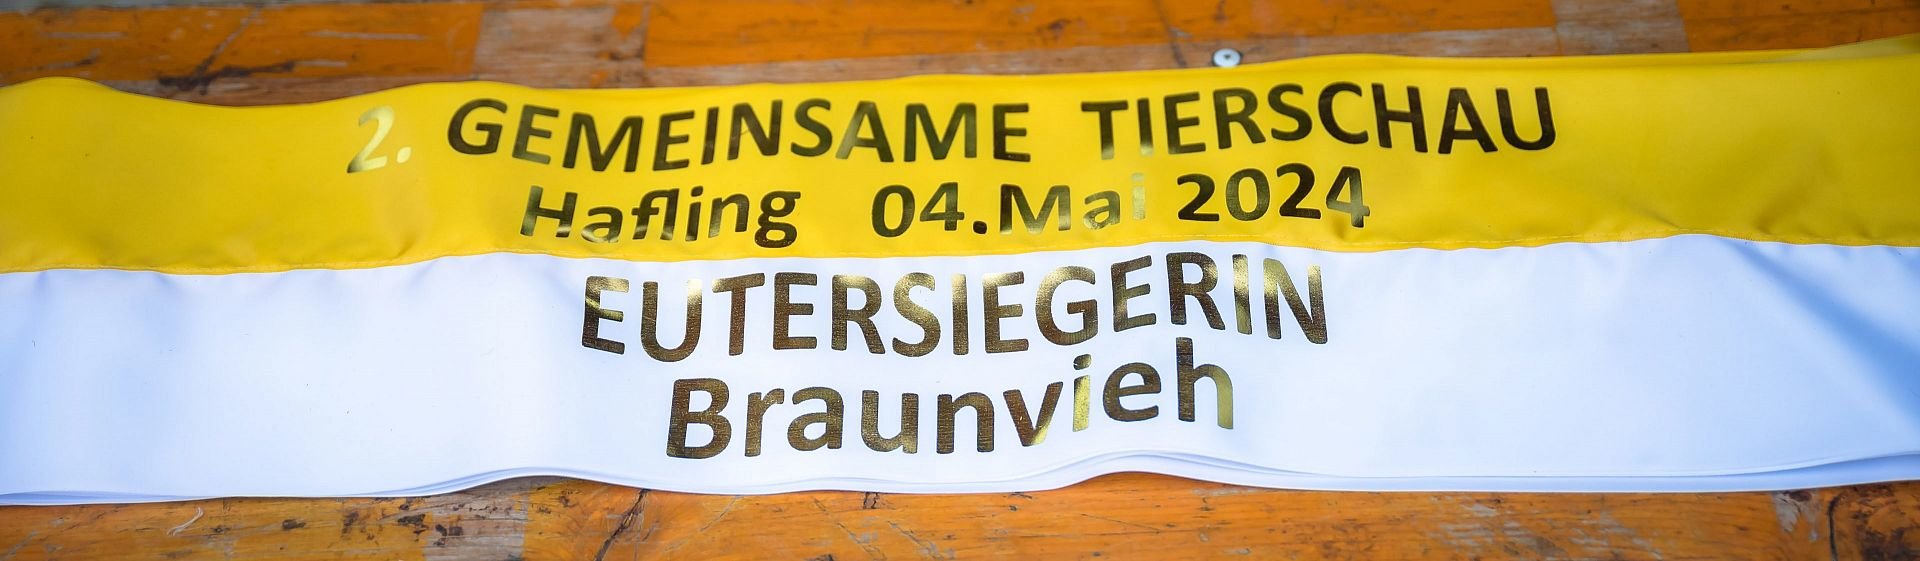 2. GEMEINSAME TIERSCHAU
Hafling 04.Mai 2024
EUTERSIEGERIN
Braunvieh